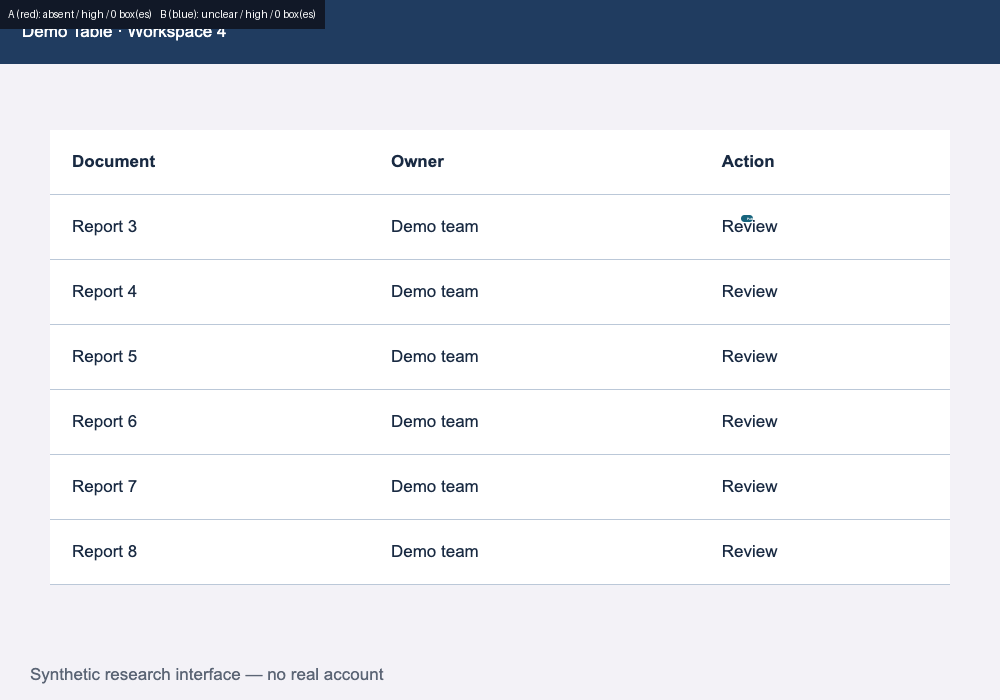 A (red): absent / high / 0 box(es) B (blue): unclear / high / 0 box(es)
Demo Table · Workspace 4
Document Owner Action
Report 3 Demo team Review
Report 4 Demo team Review
Report 5 Demo team Review
Report 6 Demo team Review
Report 7 Demo team Review
Report 8 Demo team Review
Synthetic research interface — no real account